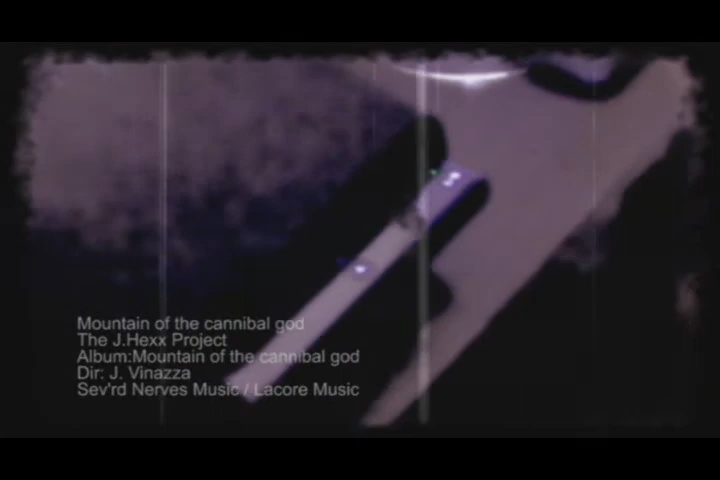 Mountain of the cannibal god
The J.Hexx Project
Album:Mountain of the cannibal god
Dir: J. Vinazza
Sev'rd Nerves Music / Lacore Music